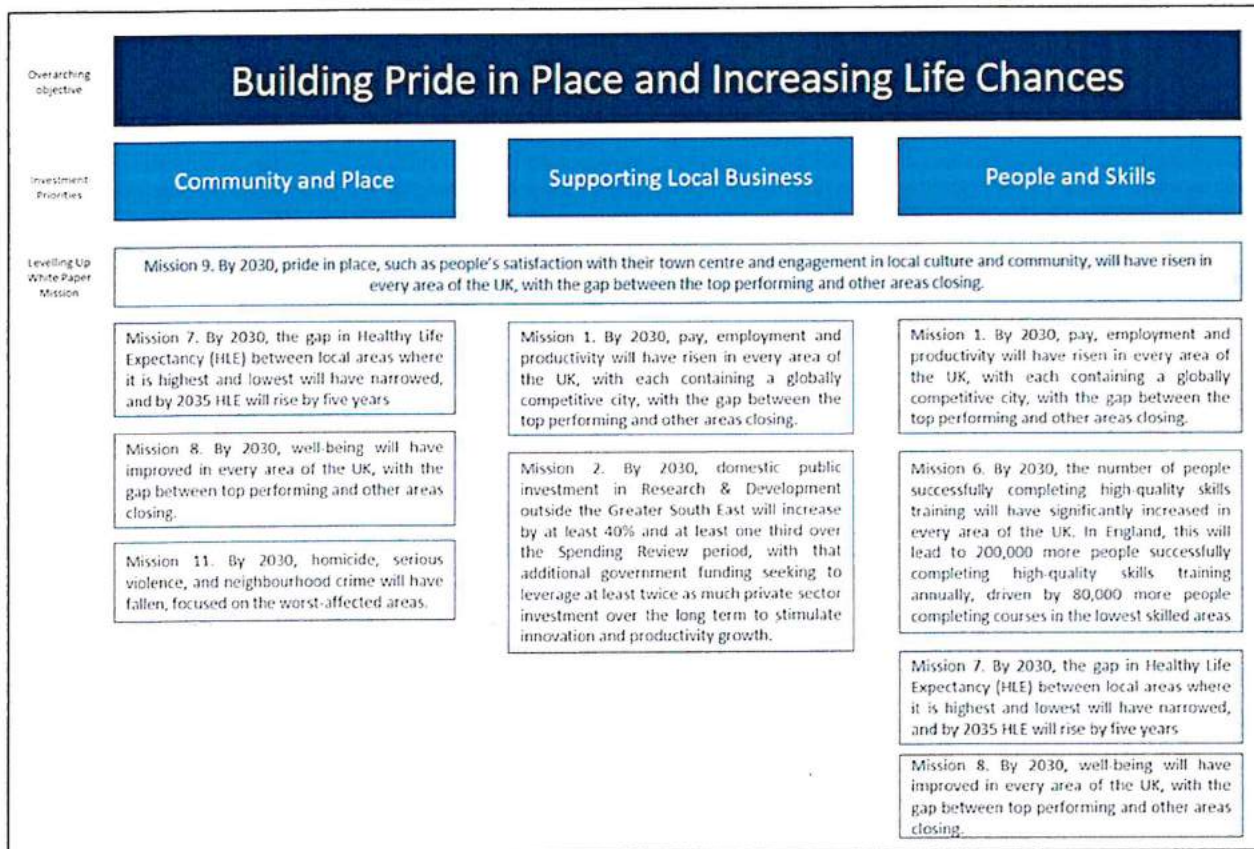 Overarching
objective
Building Pride in Place and Increasing Life Chances
Investment
Priorities
Community and Place
Supporting Local Business
People and Skills
Levelling Up
White Paper
Mission
Mission 9. By 2030, pride in place, such as people's satisfaction with their town centre and engagement in local culture and community, will have risen in
every area of the UK, with the gap between the top performing and other areas closing.
Mission 7. By 2030, the gap in Healthy Life
Expectancy (HLE) between local areas where
it is highest and lowest will have narrowed,
and by 2035 HLE will rise by five years
Mission 8. By 2030, well-being will have
improved in every area of the UK, with the
gap between top performing and other areas
closing.
Mission 11. By 2030, homicide, serious
violence, and neighbourhood crime will have
fallen, focused on the worst-affected areas.
Mission 1. By 2030, pay, employment and
productivity will have risen in every area of
the UK, with each containing a globally
competitive city, with the gap between the
top performing and other areas closing.
Mission 2. By 2030, domestic public
investment in Research & Development
outside the Greater South East will increase
by at least 40% and at least one third over
the Spending Review period, with that
additional government funding seeking to
leverage at least twice as much private sector
investment over the long term to stimulate
innovation and productivity growth.
Mission 1. By 2030, pay, employment and
productivity will have risen in every area of
the UK, with each containing a globally
competitive city, with the gap between the
top performing and other areas closing.
Mission 6. By 2030, the number of people
successfully completing high-quality skills
training will have significantly increased in
every area of the UK. In England, this will
lead to 200,000 more people successfully
completing high-quality skills training
annually, driven by 80,000 more people
completing courses in the lowest skilled areas
Mission 7. By 2030, the gap in Healthy Life
Expectancy (HLE) between local areas where
it is highest and lowest will have narrowed,
and by 2035 HLE will rise by five years
Mission 8. By 2030, well-being will have
improved in every area of the UK, with the
gap between top performing and other areas
closing.